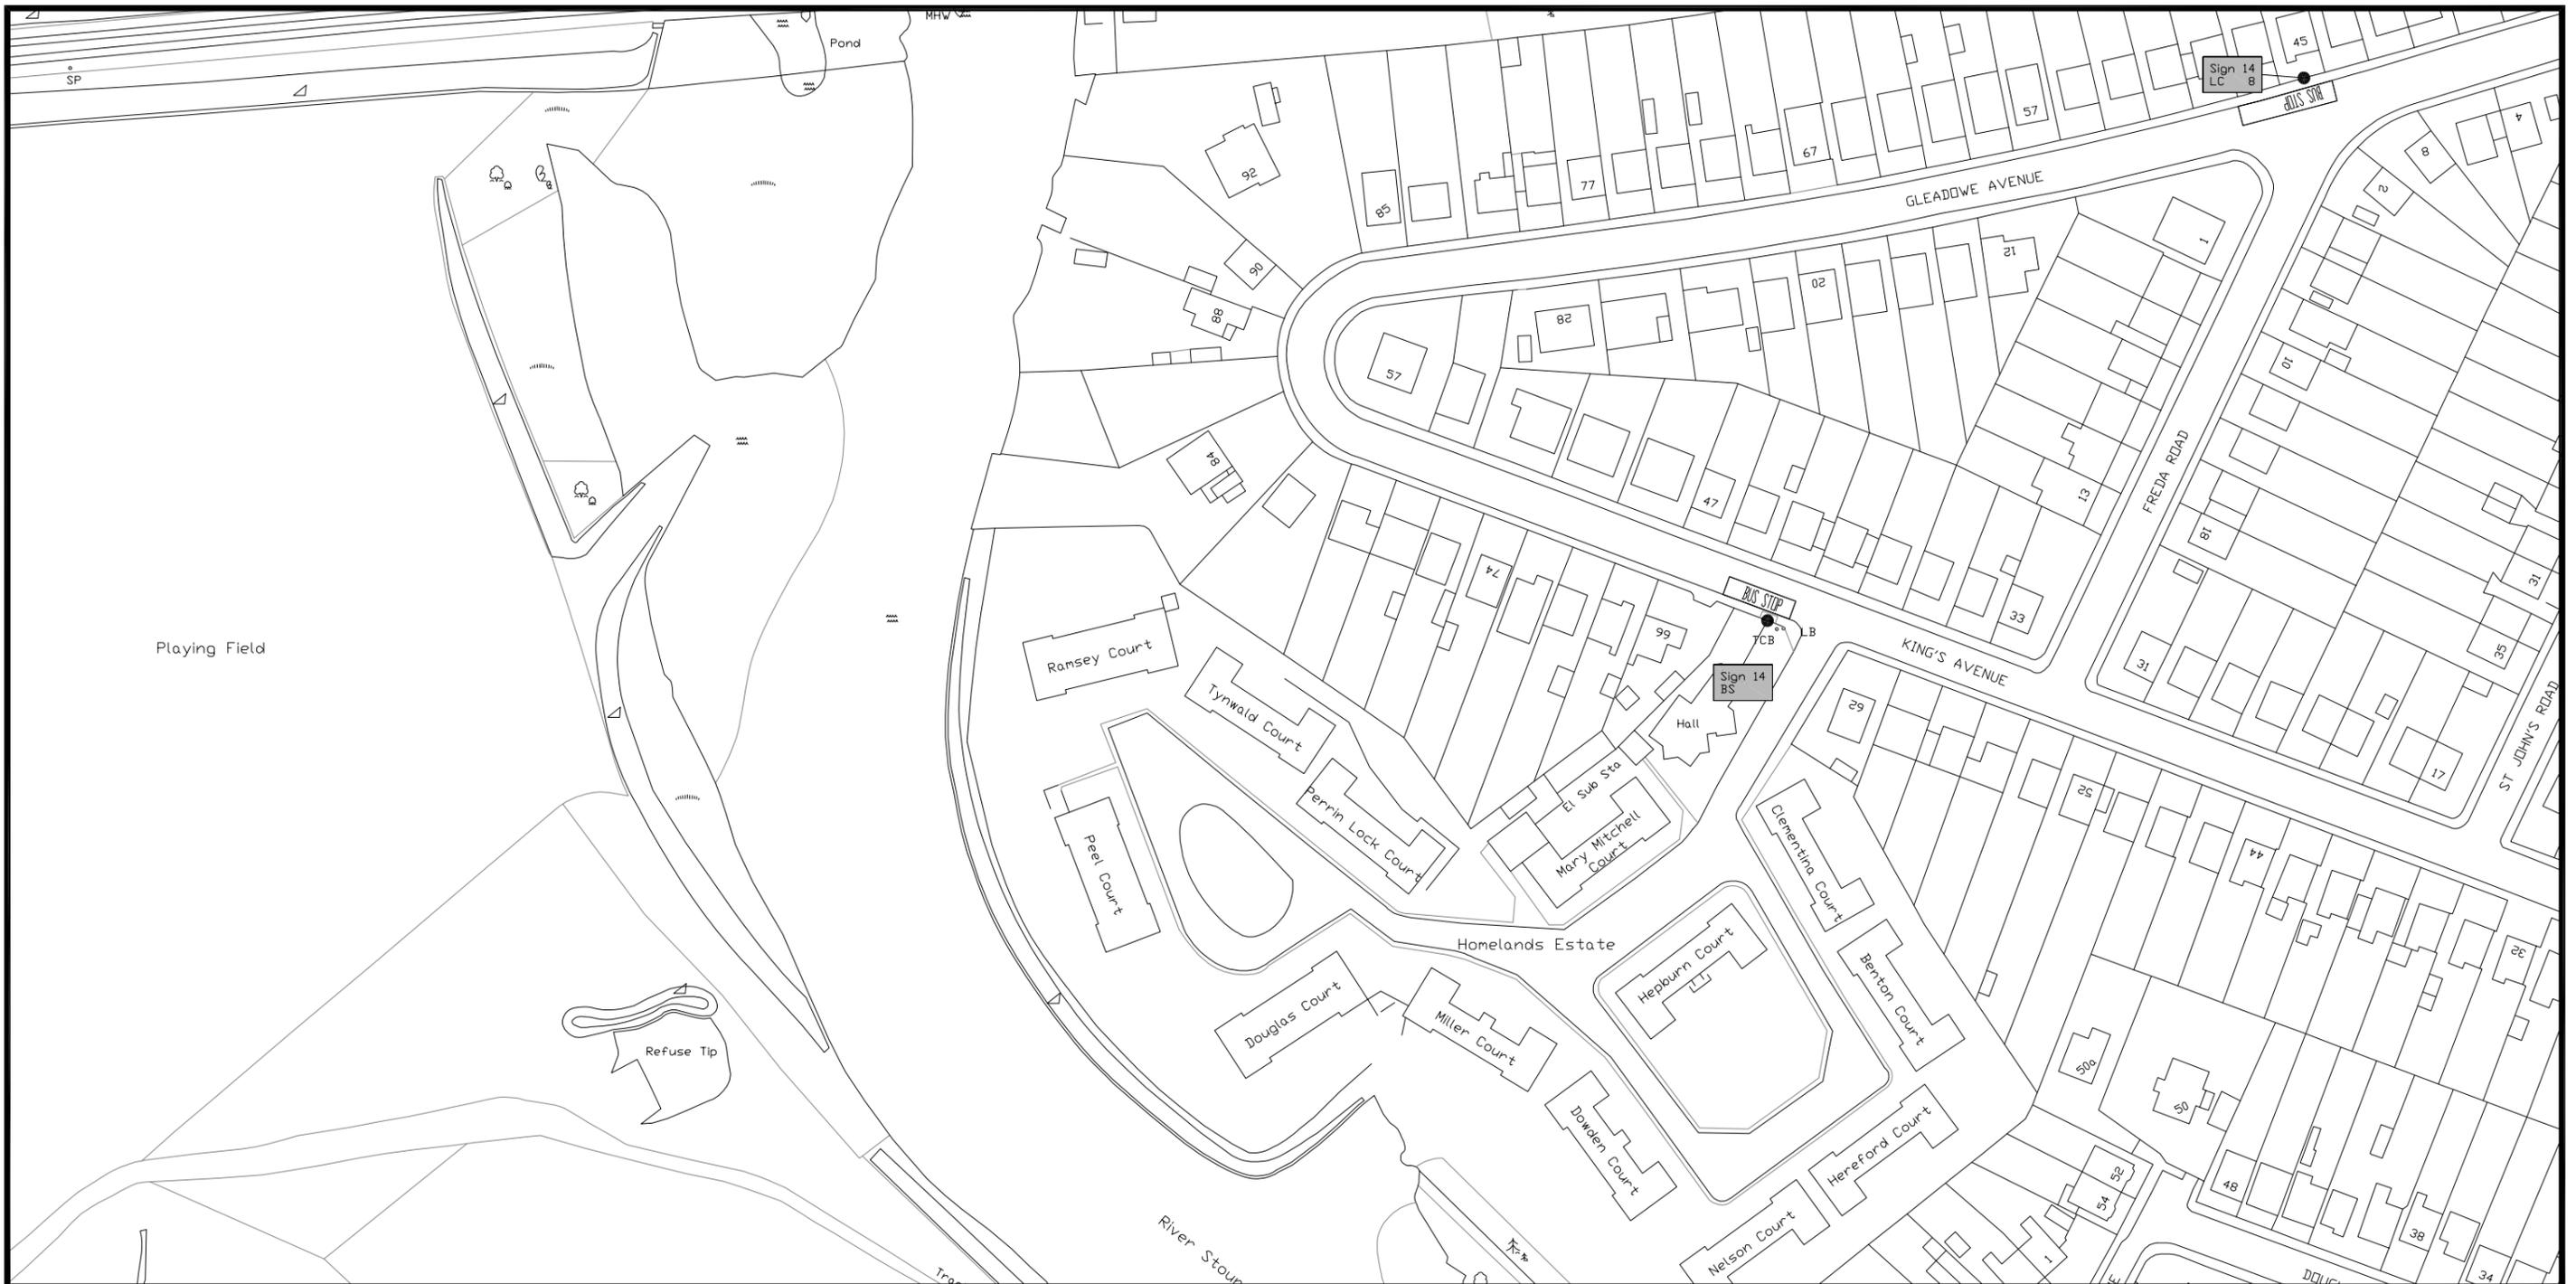 MHW
Pond
SP
45
Sign 14
LC 8
BUS STOP
57
4
8
67
92
2
77
GLEADOWE AVENUE
85
1
21
90
20
88
28
10
57
84
47
13
FREDA ROAD
18
74
31
BUS STOP
33
TCB
LB
66
35
Playing Field
KING'S AVENUE
Ramsey Court
31
Sign 14
BS
29
Tynwald Court
Hall
ST JOHN'S ROAD
17
El Sub Sta
52
Perrin Lock Court
Mary Mitchell
Court
Clementina Court
44
Peel Court
Homelands Estate
32
Hepburn Court
Benton Court
Douglas Court
Miller Court
Refuse Tip
50a
50
Dowden Court
Hereford Court
52
54
48
River Stour
Nelson Court
38
1
34